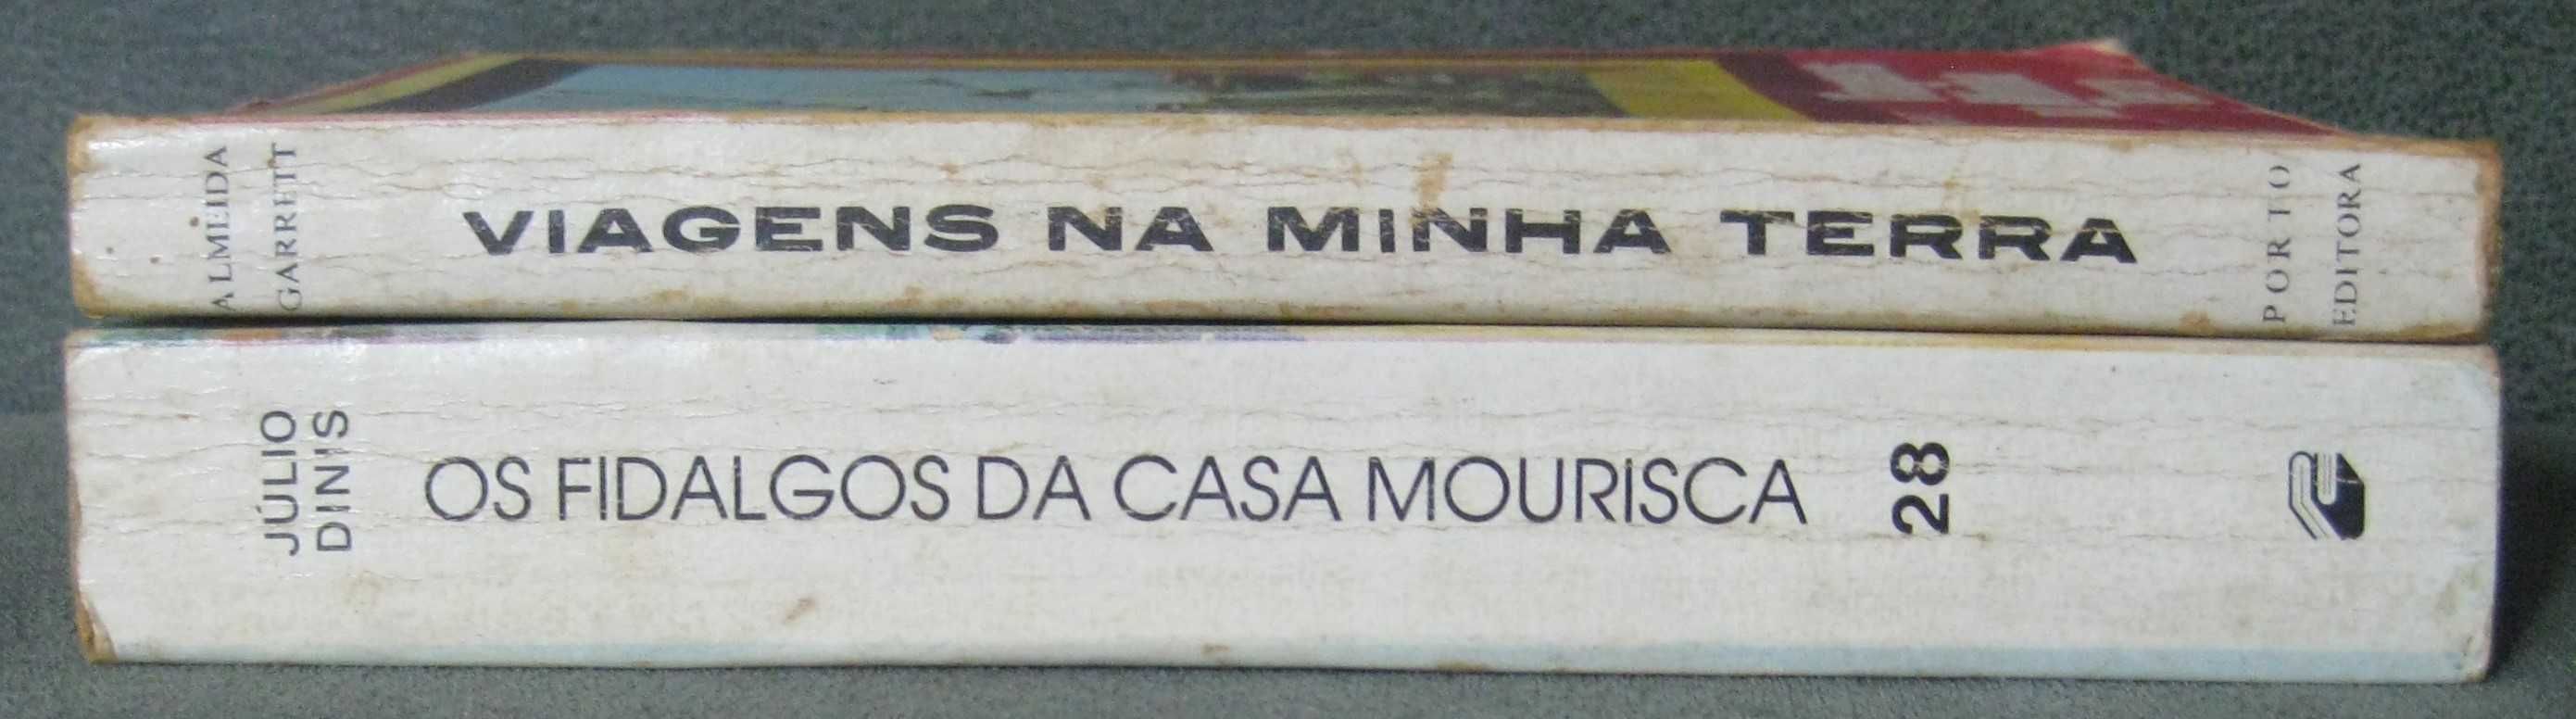 ALMEIDA
GARRETT
VIAGENS NA MINHA TERRA
PORTO
EDITORA
JÚLIO
DINIS
OS FIDALGOS DA CASA MOURISCA
28